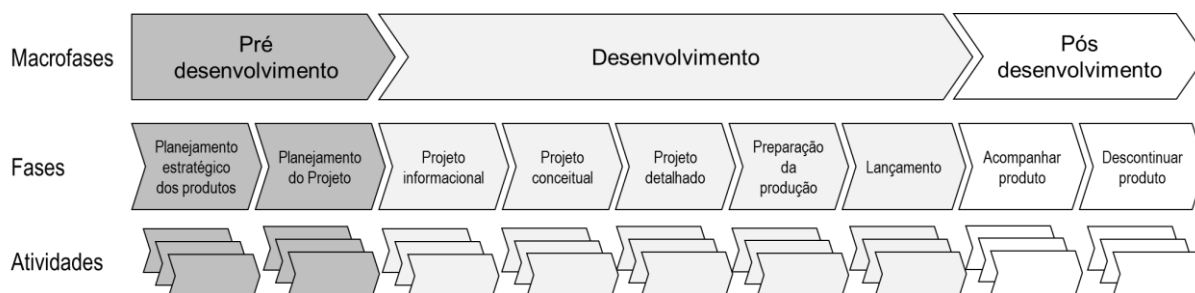 Macrofases
Pré
desenvolvimento
Desenvolvimento
Pós
desenvolvimento
Fases
Planejamento
estratégico
dos produtos
Planejamento
do Projeto
Projeto
informacional
Projeto
conceitual
Projeto
detalhado
Preparação
da
produção
Lançamento
Acompanhar
produto
Descontinuar
produto
Atividades